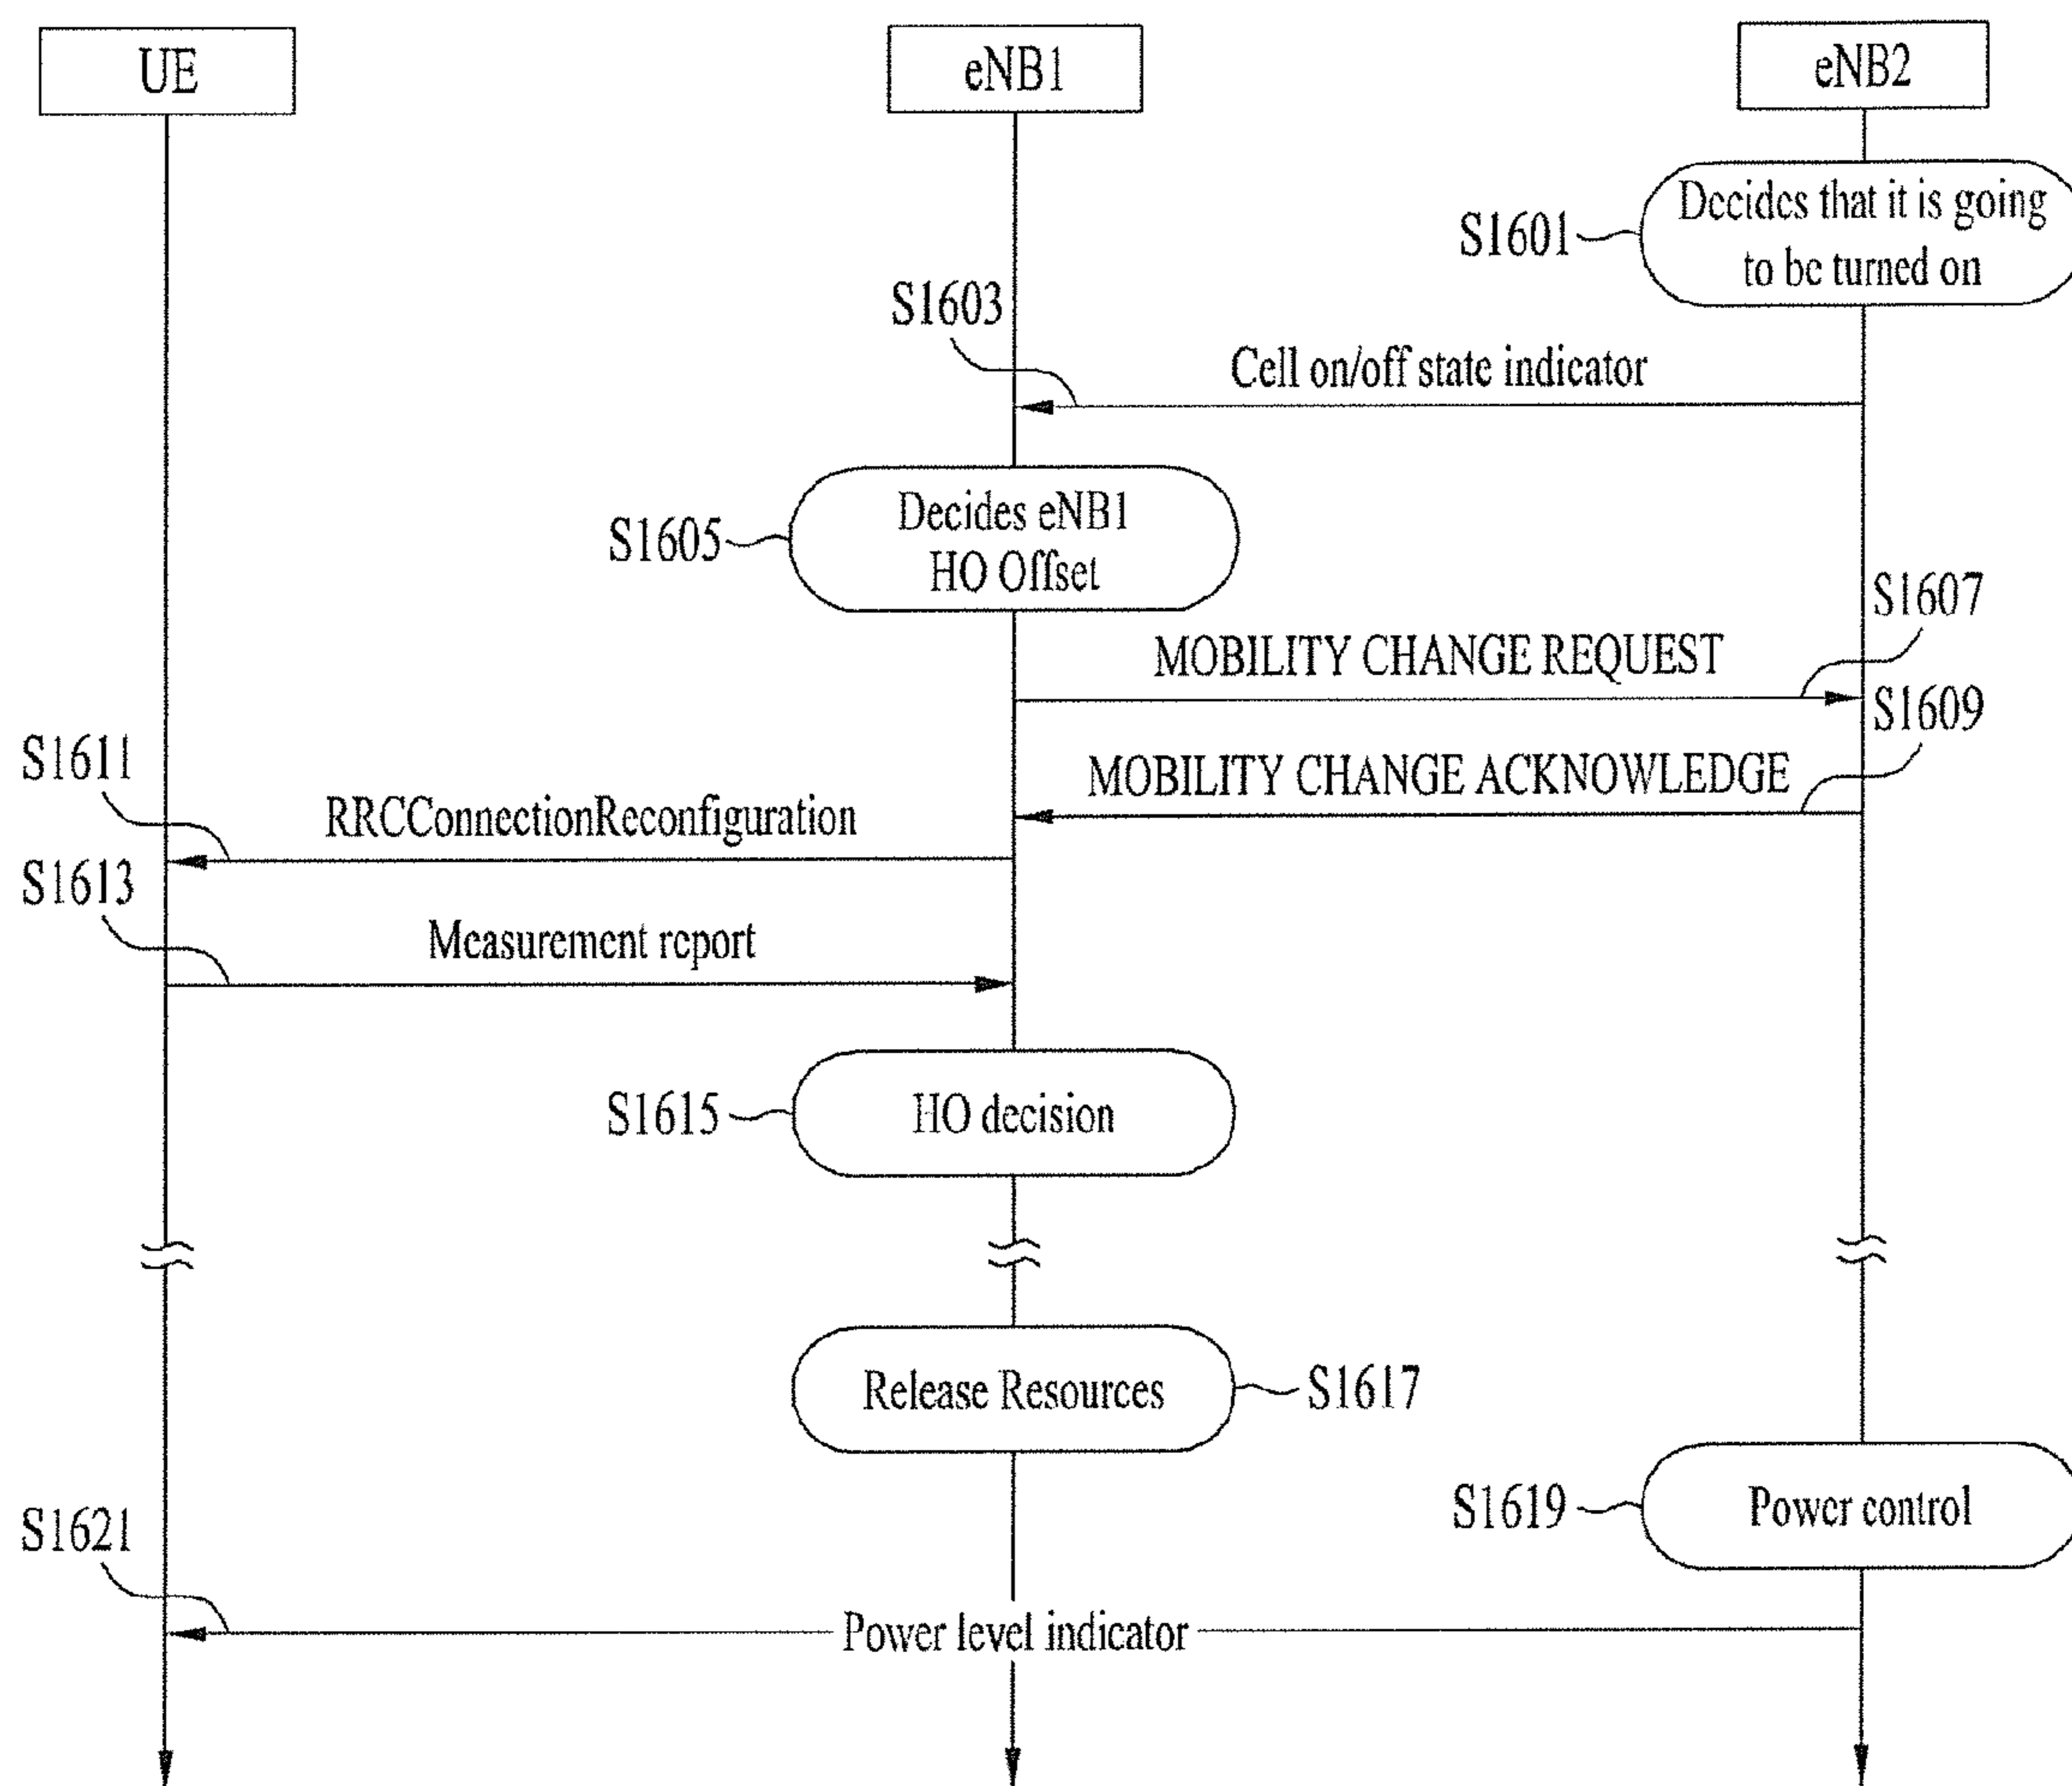 UE
eNB1
eNB2
S1601
Decides that it is going
to be turned on
S1603
Cell on/off state indicator
S1605
Decides eNB1
HO Offset
S1607
MOBILITY CHANGE REQUEST
S1609
MOBILITY CHANGE ACKNOWLEDGE
S1611
RRCConnectionReconfiguration
S1613
Measurement report
S1615
HO decision
Release Resources
S1617
S1619
Power control
S1621
Power level indicator